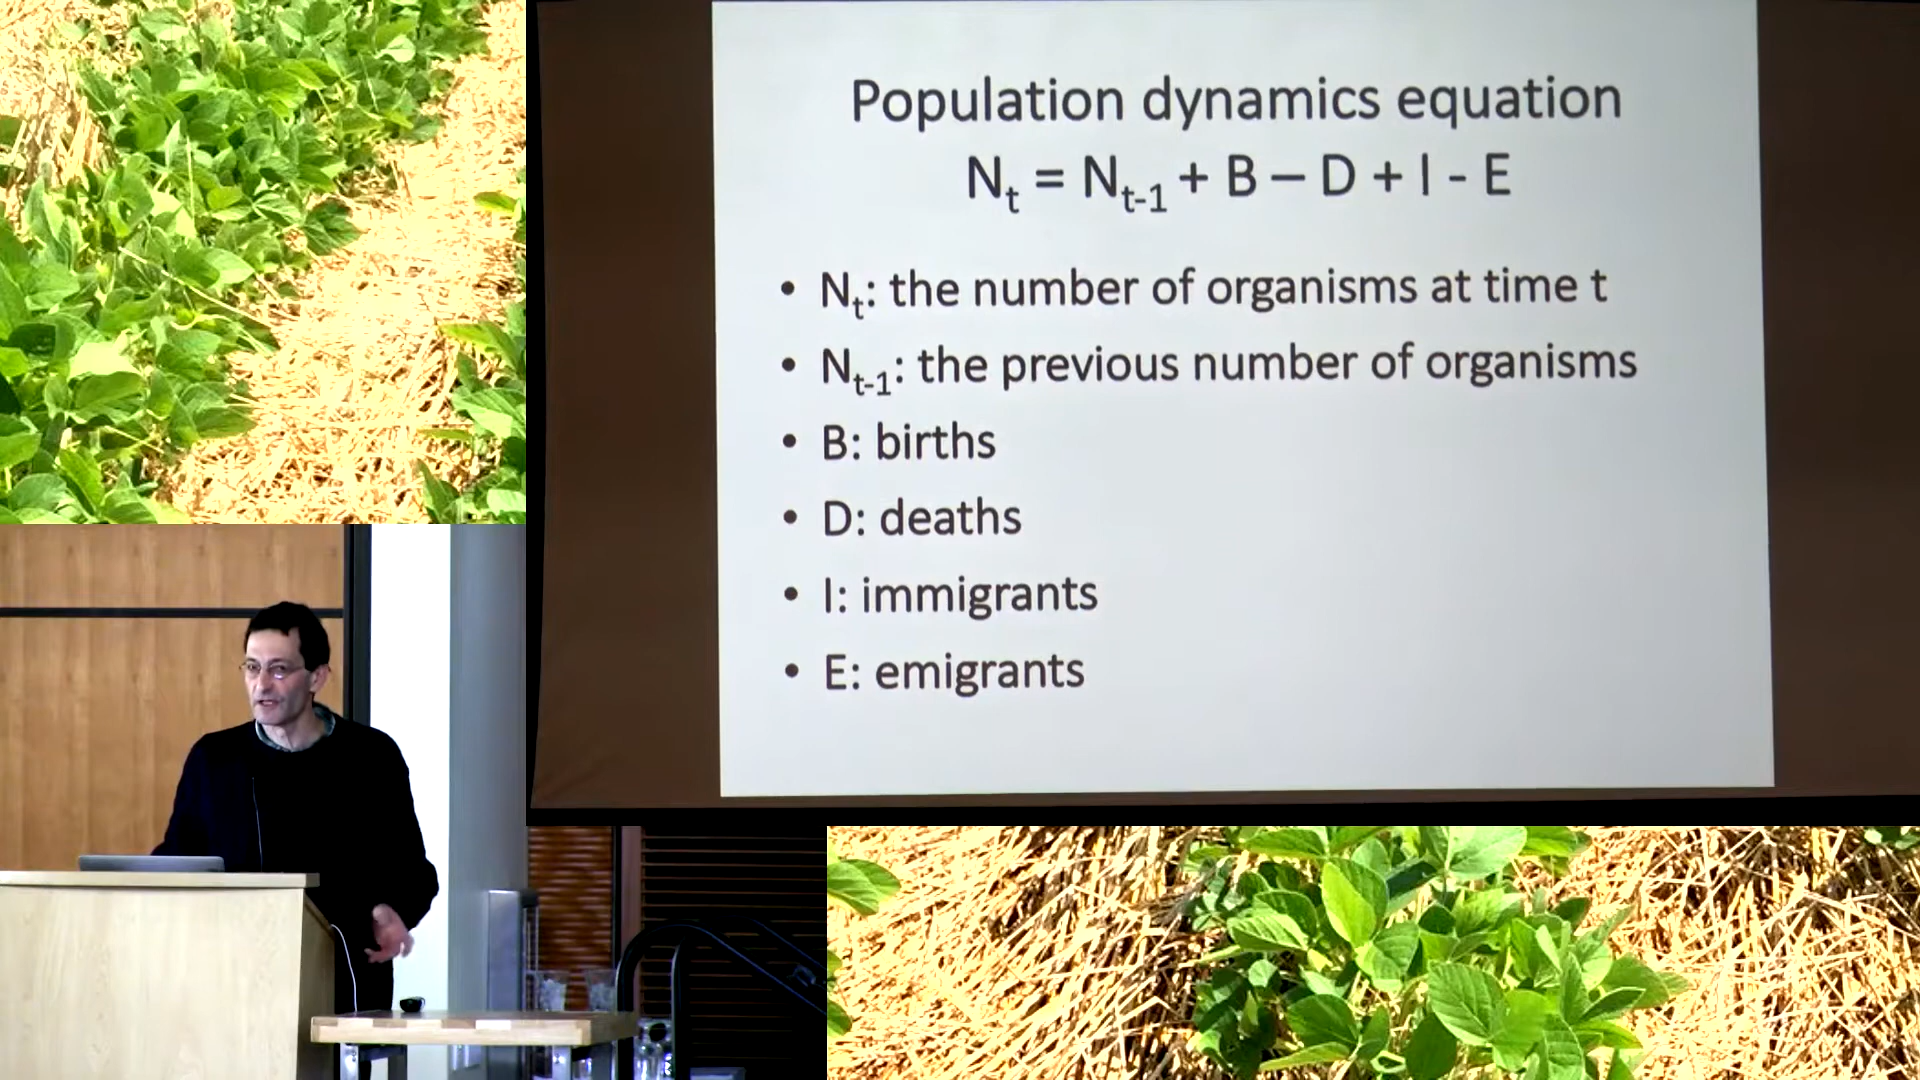 Population dynamics equation
Nₜ = Nₜ₋₁ + B – D + I - E
• Nₜ: the number of organisms at time t
• Nₜ₋₁: the previous number of organisms
• B: births
• D: deaths
• I: immigrants
• E: emigrants